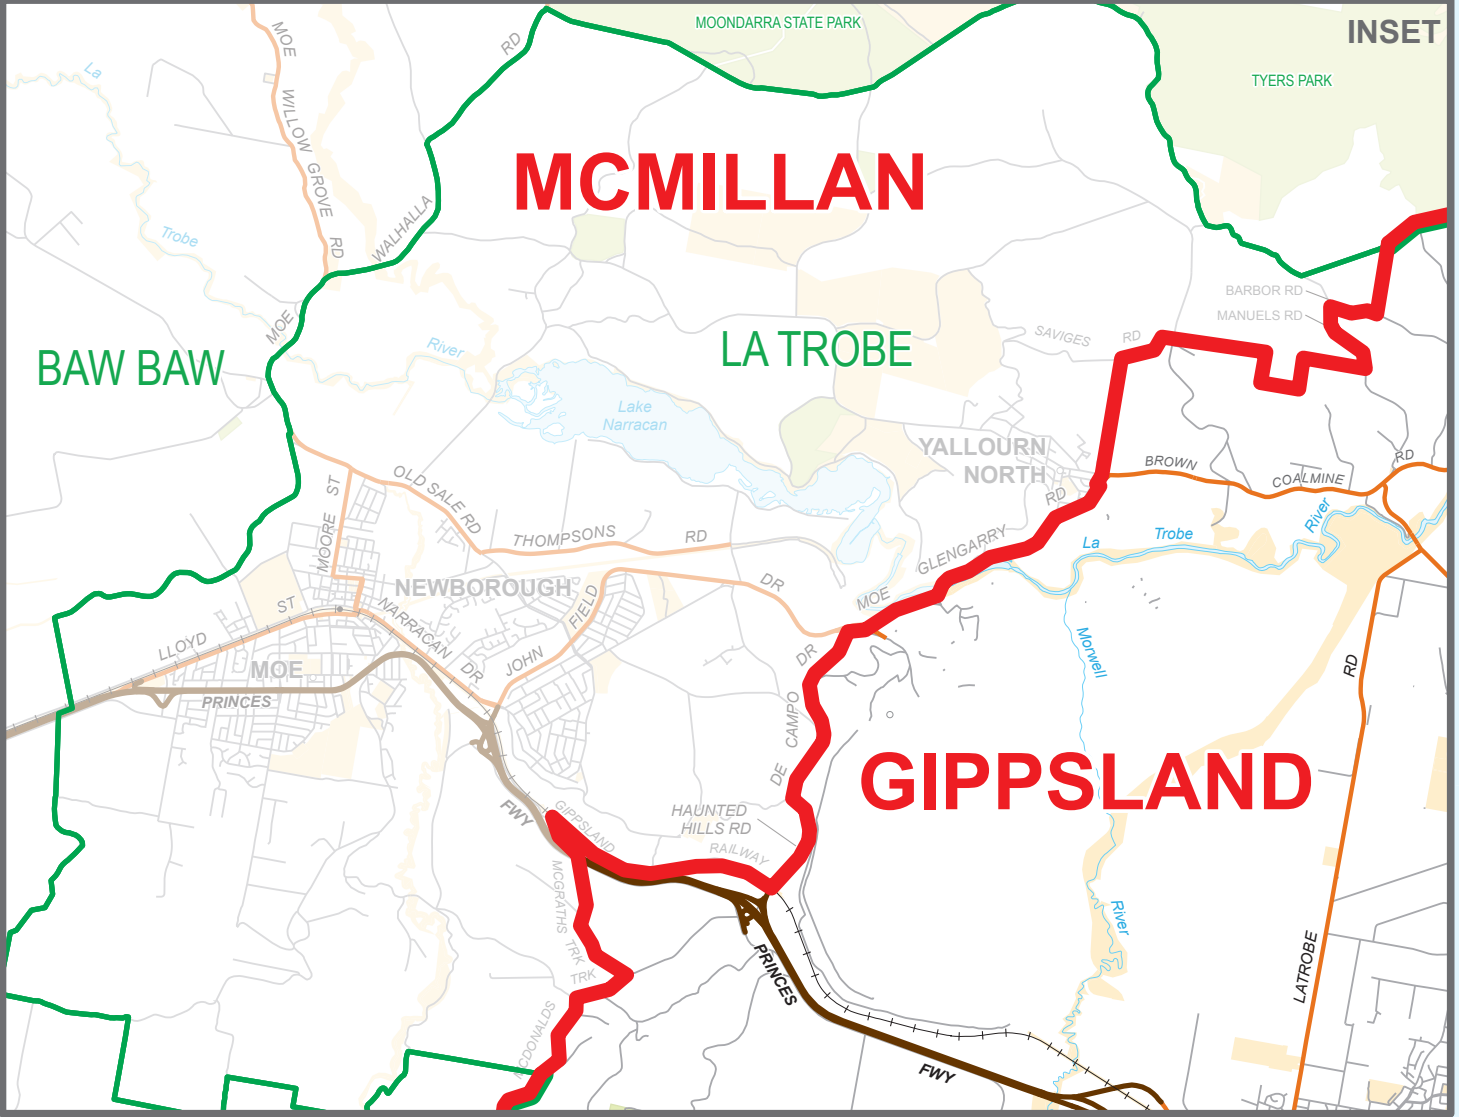 MOONDARRA STATE PARK
INSET
TYERS PARK
MOE
WILLOW GROVE
RD
RD
La
Trobe
WALHALLA
MCMILLAN
BARBOR RD
MANUELS RD
SAVIGES
RD
MOE
River
BAW BAW
LA TROBE
Lake
Narracan
YALLOURN
NORTH
BROWN
COALMINE
RD
OLD SALE RD
MOORE
ST
THOMPSONS
RD
RD
GLENGARRY
MOE
La
Trobe
River
NEWBOROUGH
DR
FIELD
JOHN
NARRACAN
DR
LLOYD
ST
MOE
PRINCES
DR
DE CAMPO
Morwell
RD
GIPPSLAND
FWY
GIPPSLAND
RAILWAY
HAUNTED
HILLS RD
MCGRATHS TRK
TRK
MCDONALDS
PRINCES
FWY
River
LATROBE